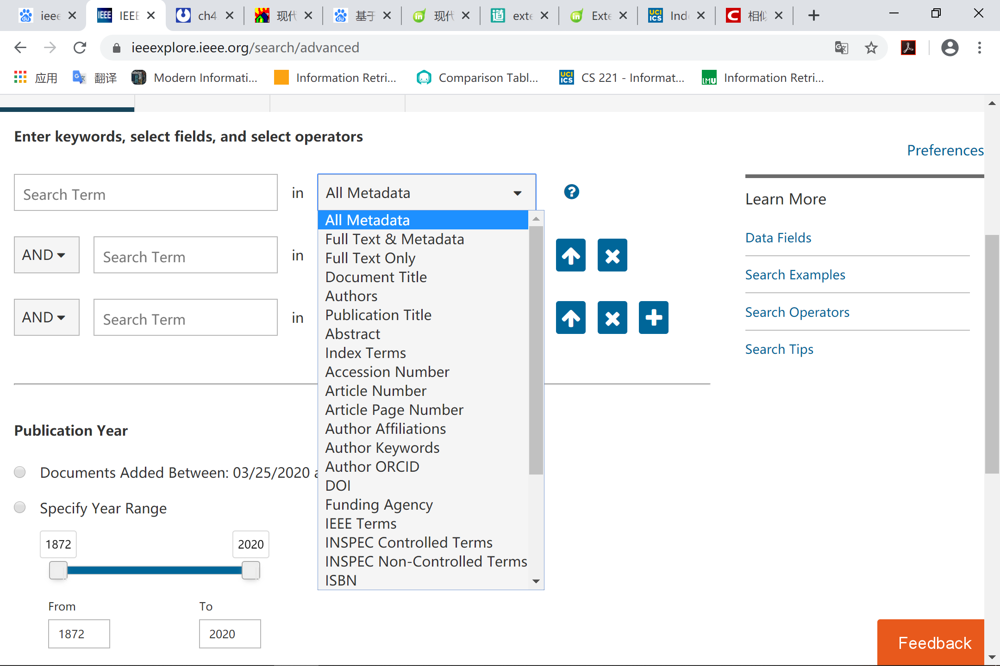 ieee
IEEE
ch4
现代
基于
现代
exte
Exte
Inde
相似
ieeexplore.ieee.org/search/advanced
应用
翻译
Modern Informati...
Information Retri...
Comparison Tabl...
CS 221 - Informat...
Information Retri...
Enter keywords, select fields, and select operators
Preferences
Search Term
in
All Metadata
Learn More
All Metadata
Full Text & Metadata
Full Text Only
Document Title
Authors
Publication Title
Abstract
Index Terms
Accession Number
Article Number
Article Page Number
Author Affiliations
Author Keywords
Author ORCID
DOI
Funding Agency
IEEE Terms
INSPEC Controlled Terms
INSPEC Non-Controlled Terms
ISBN
AND
Search Term
in
AND
Search Term
in
Data Fields
Search Examples
Search Operators
Search Tips
Publication Year
Documents Added Between: 03/25/2020 a
Specify Year Range
1872
2020
From
To
1872
2020
Feedback